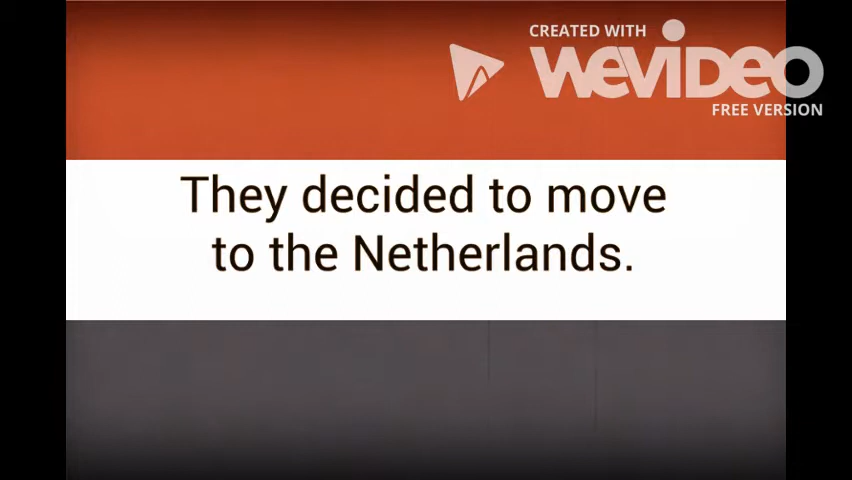 CREATED WITH
WEVIDEO
FREE VERSION
They decided to move
to the Netherlands.